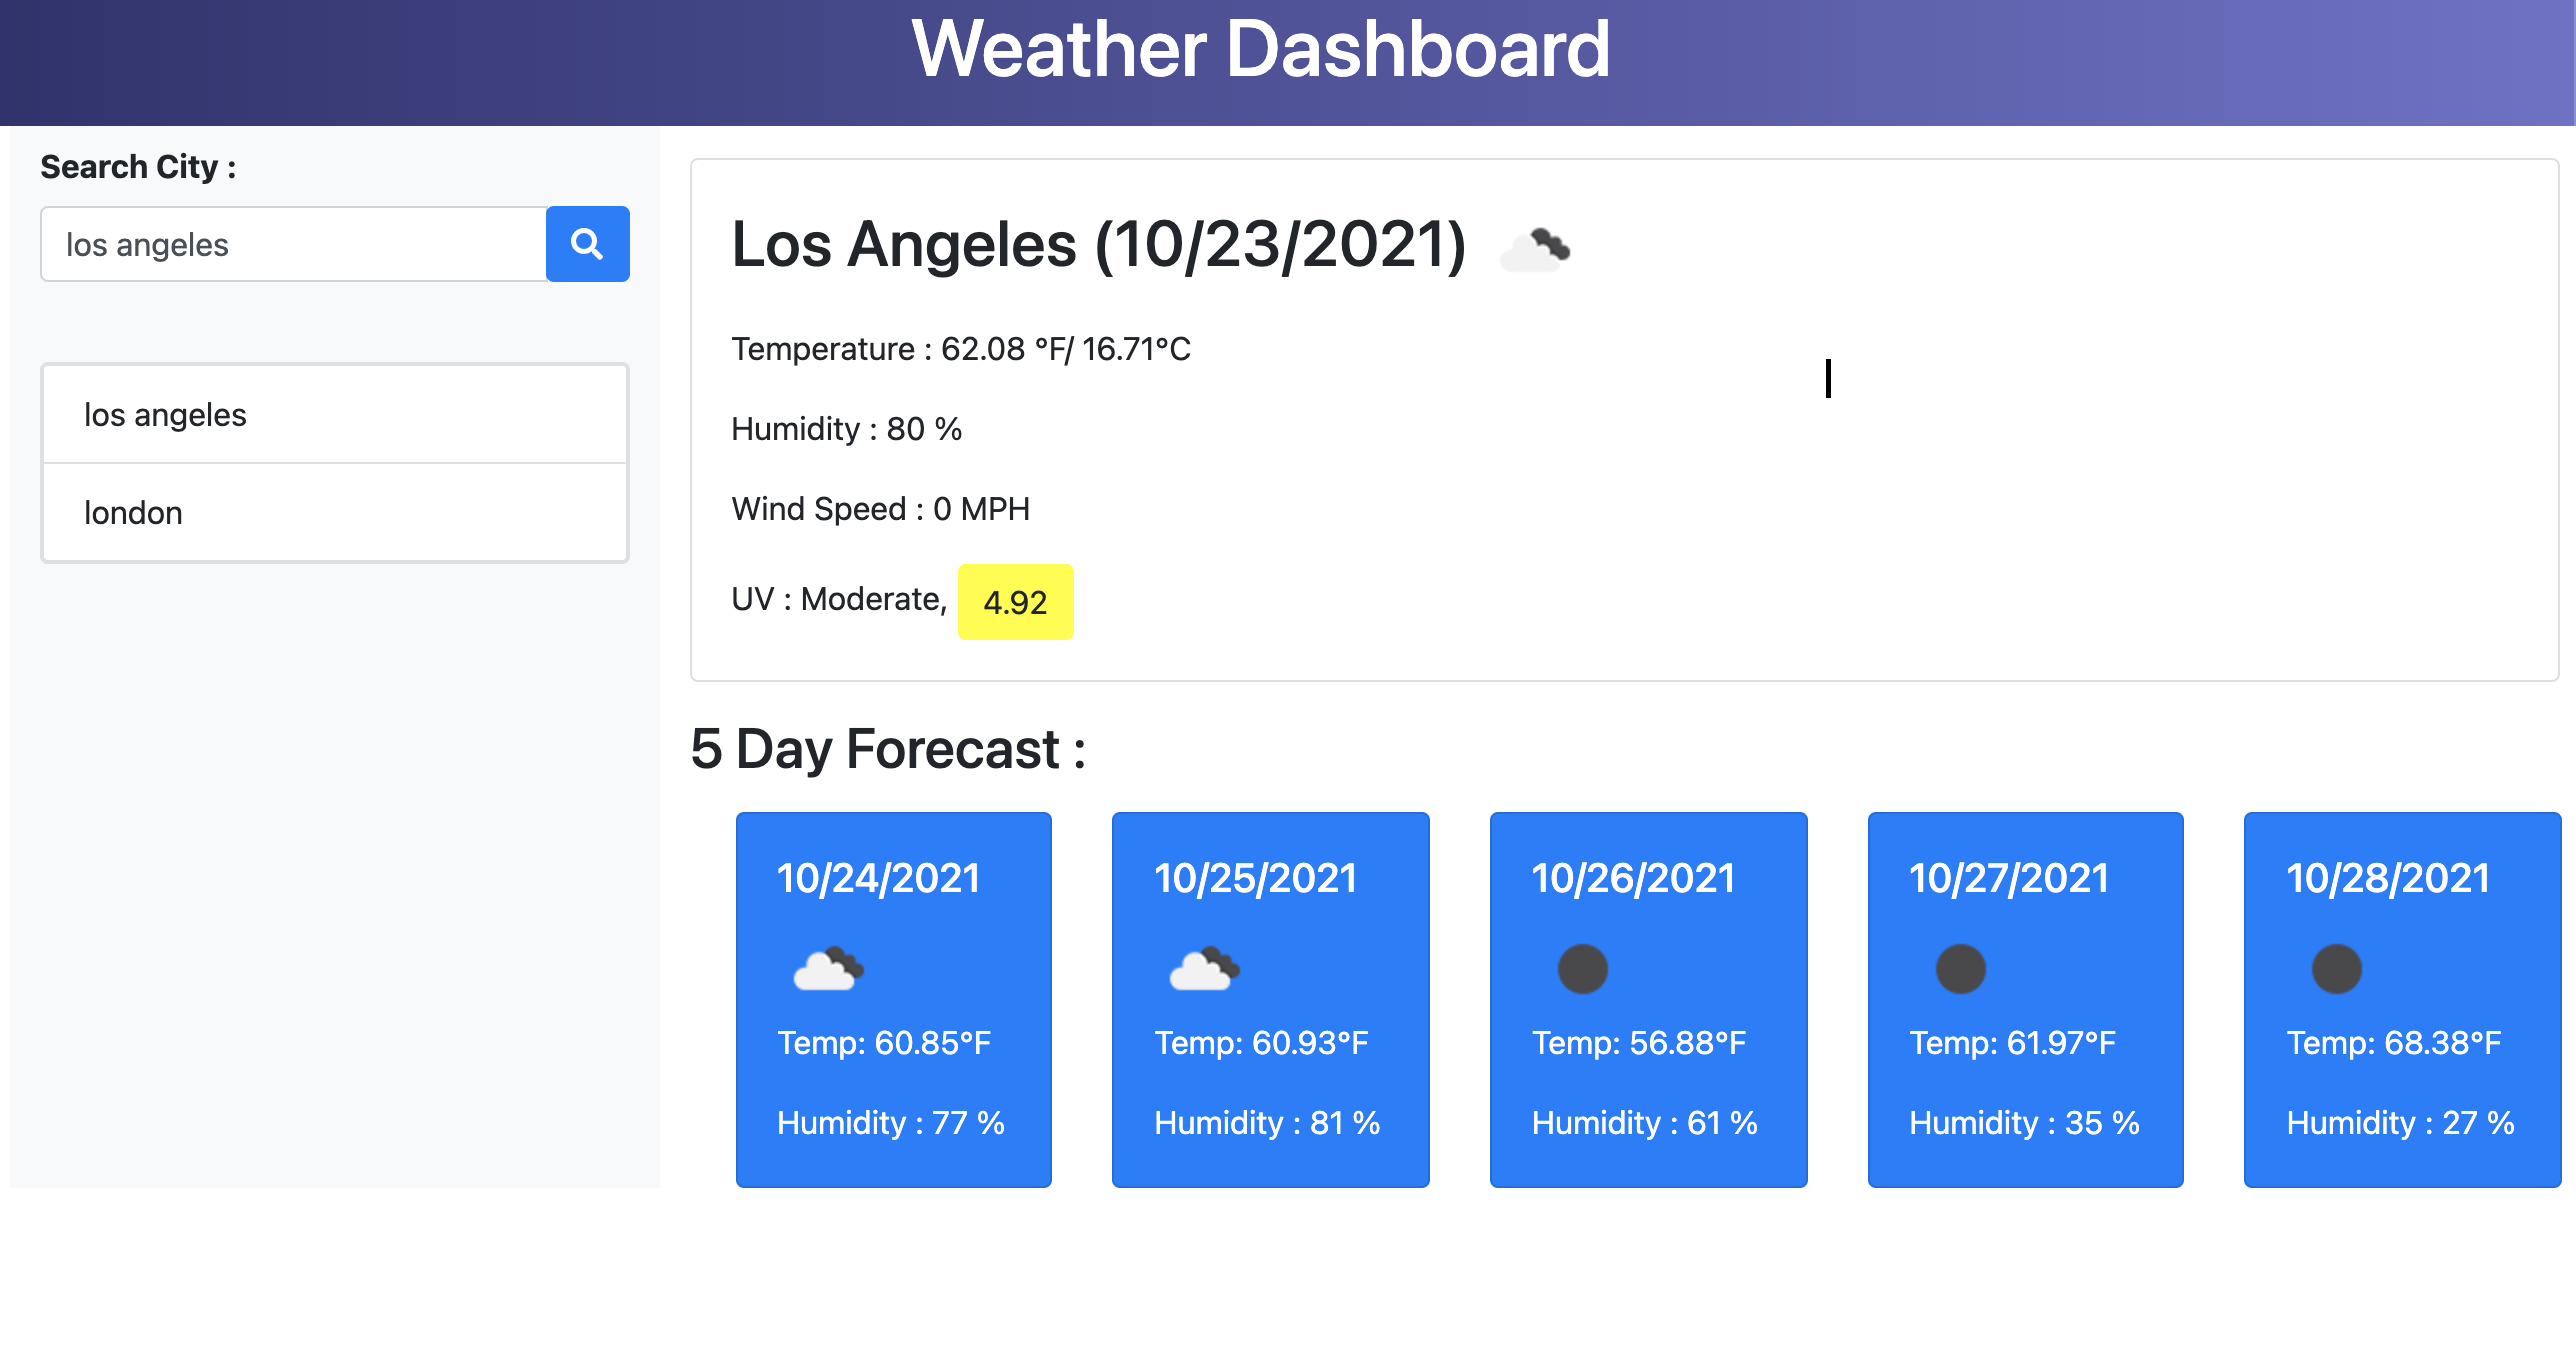 Weather Dashboard
Search City :
los angeles
los angeles
london
Los Angeles (10/23/2021)
Temperature : 62.08 °F/ 16.71°C
Humidity : 80 %
Wind Speed : 0 MPH
UV : Moderate, 4.92
5 Day Forecast :
10/24/2021
Temp: 60.85°F
Humidity : 77 %
10/25/2021
Temp: 60.93°F
Humidity : 81 %
10/26/2021
Temp: 56.88°F
Humidity : 61 %
10/27/2021
Temp: 61.97°F
Humidity : 35 %
10/28/2021
Temp: 68.38°F
Humidity : 27 %